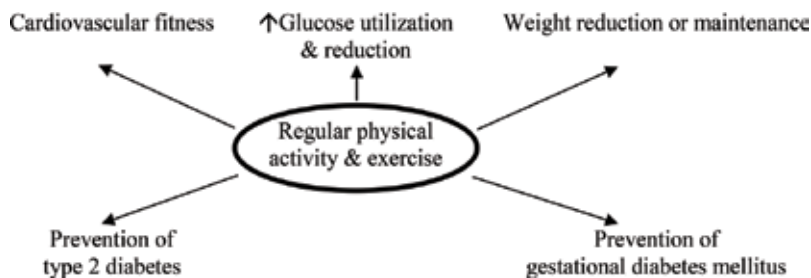 Cardiovascular fitness
↑Glucose utilization
& reduction
Weight reduction or maintenance
Regular physical
activity & exercise
Prevention of
type 2 diabetes
Prevention of
gestational diabetes mellitus